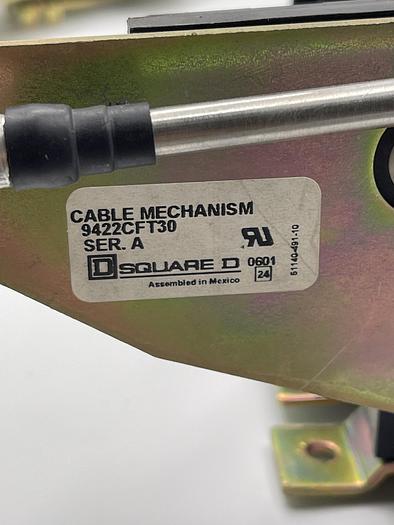 CABLE MECHANISM
9422CFT30
SER. A
D SQUARE D 0601
24
Assembled in Mexico
51140-491-10